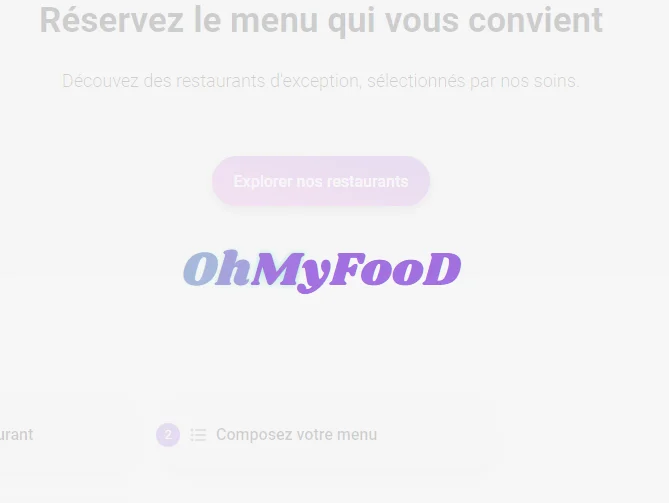 Réservez le menu qui vous convient
Découvez des restaurants d'exception, sélectionnés par nos soins.
Explorer nos restaurants
OhMyFooD
urant
2 Composez votre menu